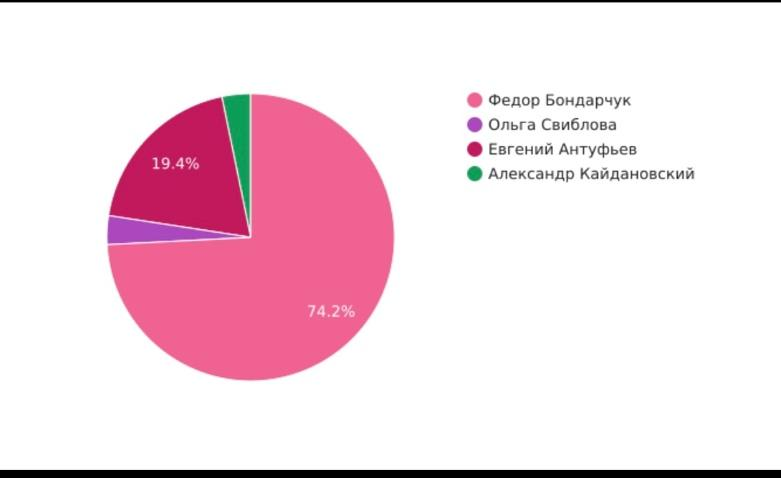 Федор Бондарчук
Ольга Свиблова
Евгений Антуфьев
Александр Кайдановский
19.4%
74.2%